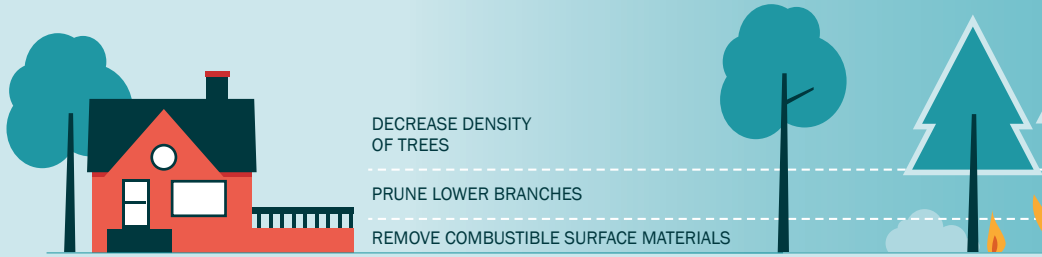 DECREASE DENSITY
OF TREES
PRUNE LOWER BRANCHES
REMOVE COMBUSTIBLE SURFACE MATERIALS